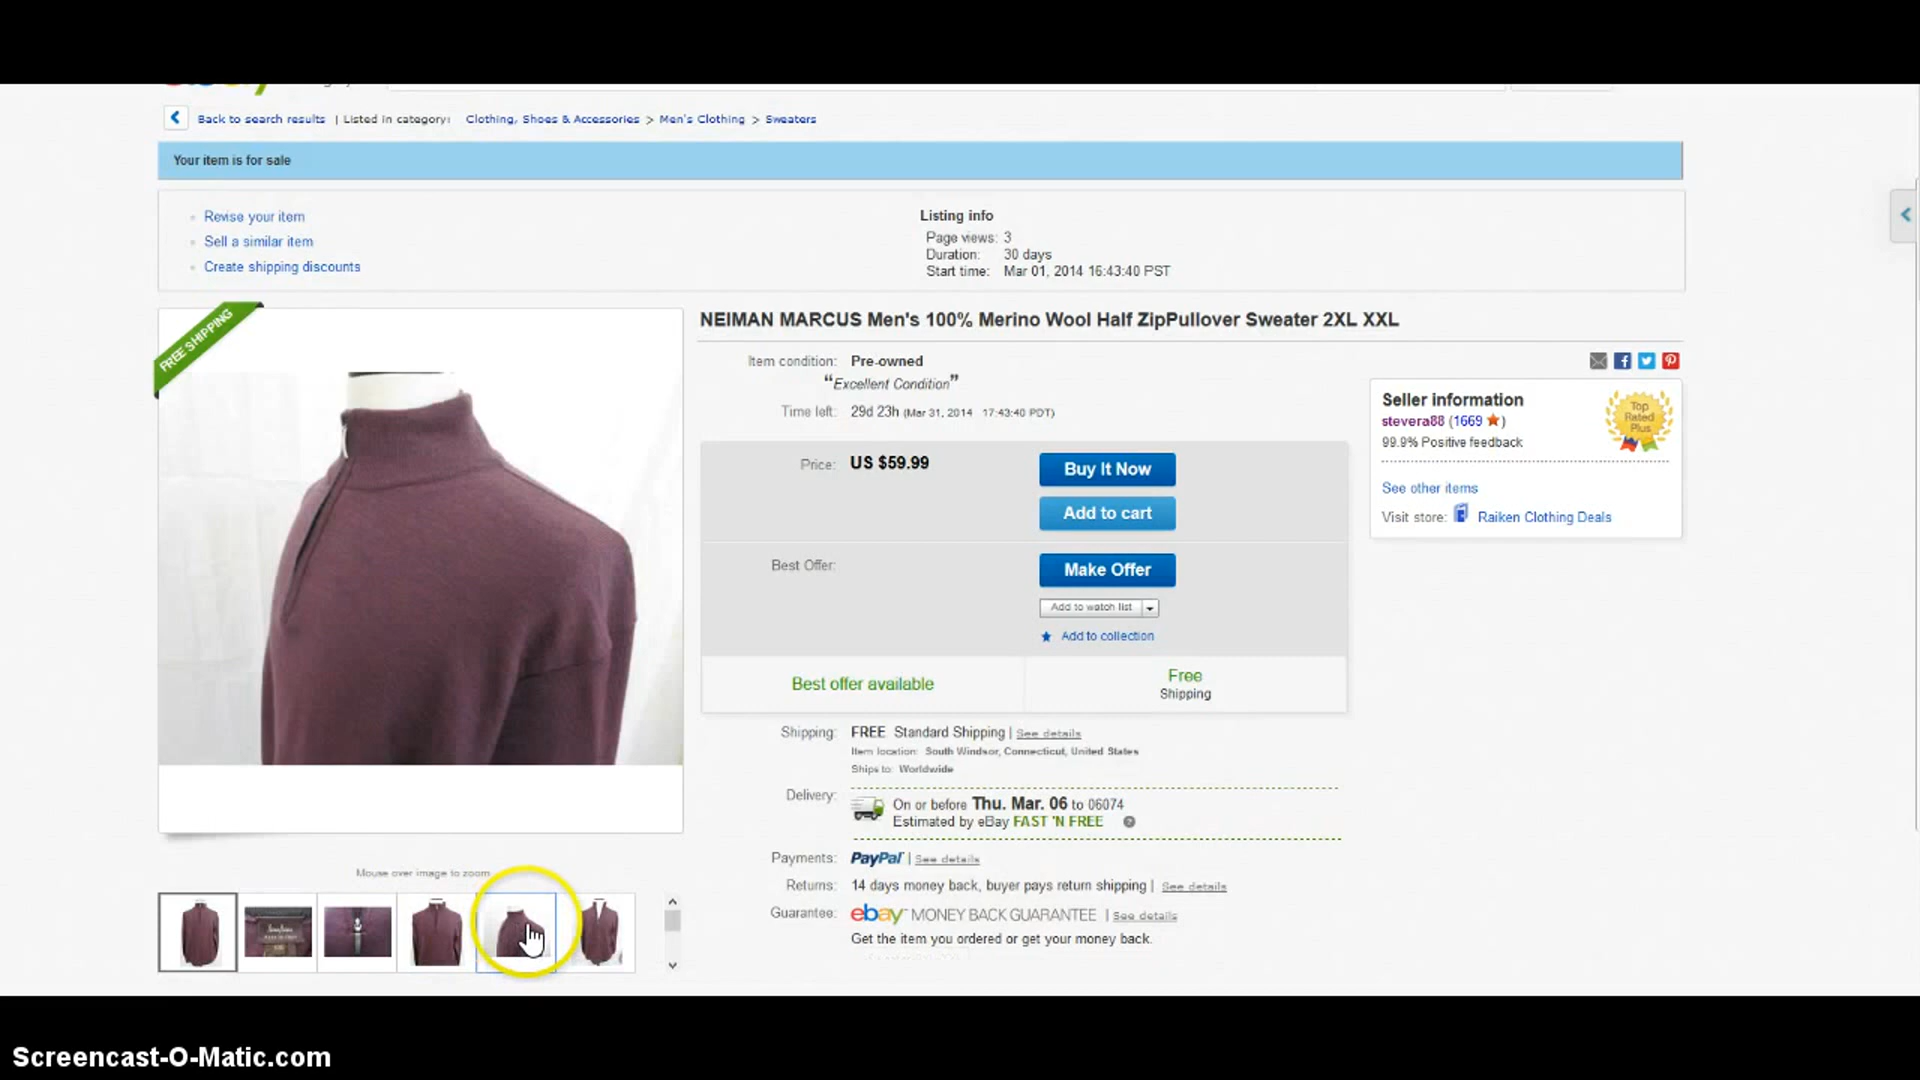 Back to search results | Listed in category: Clothing, Shoes & Accessories > Men's Clothing > Sweaters
Your item is for sale
Revise your item
Sell a similar item
Create shipping discounts
Listing info
Page views: 3
Duration: 30 days
Start time: Mar 01, 2014 16:43:40 PST
FREE SHIPPING
NEIMAN MARCUS Men's 100% Merino Wool Half ZipPullover Sweater 2XL XXL
Item condition: Pre-owned
“Excellent Condition”
Time left: 29d 23h (Mar 31, 2014 17:43:40 PDT)
Price: US $59.99
Buy It Now
Add to cart
Best Offer:
Make Offer
Add to watch list
Add to collection
Best offer available
Free
Shipping
Shipping: FREE Standard Shipping | See details
Item location: South Windsor, Connecticut, United States
Ships to: Worldwide
Delivery: On or before Thu. Mar. 06 to 06074
Estimated by eBay FAST 'N FREE
Payments: PayPal | See details
Returns: 14 days money back, buyer pays return shipping | See details
Guarantee: ebay MONEY BACK GUARANTEE | See details
Get the item you ordered or get your money back.
Seller information
stevera88 (1669 ★)
99.9% Positive feedback
Top
Rated
Plus
See other items
Visit store: Raiken Clothing Deals
Mouse over image to zoom
Screencast-O-Matic.com